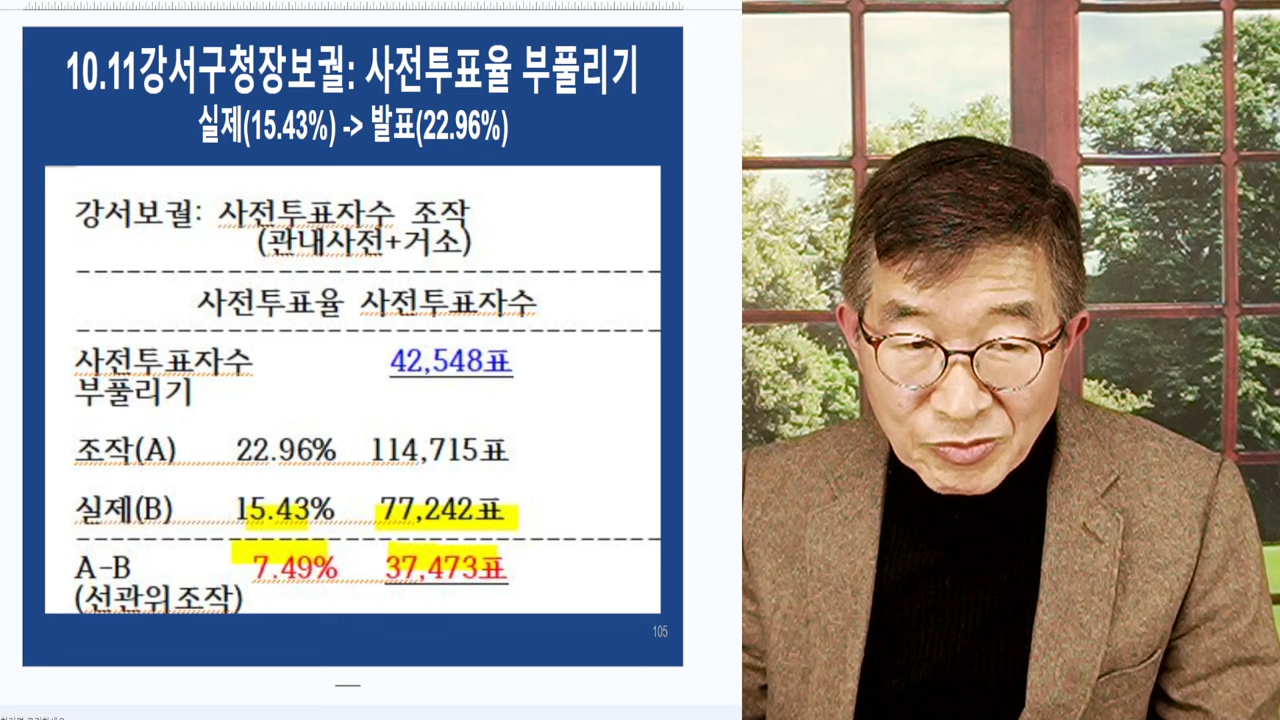 10.11강서구청장보궐: 사전투표율 부풀리기
실제(15.43%) -> 발표(22.96%)
강서보궐: 사전투표자수 조작
(관내사전+거소)
사전투표율 사전투표자수
사전투표자수 42,548표
부풀리기
조작(A) 22.96% 114,715표
실제(B) 15.43% 77,242표
A-B 7.49% 37,473표
(선관위조작)
105